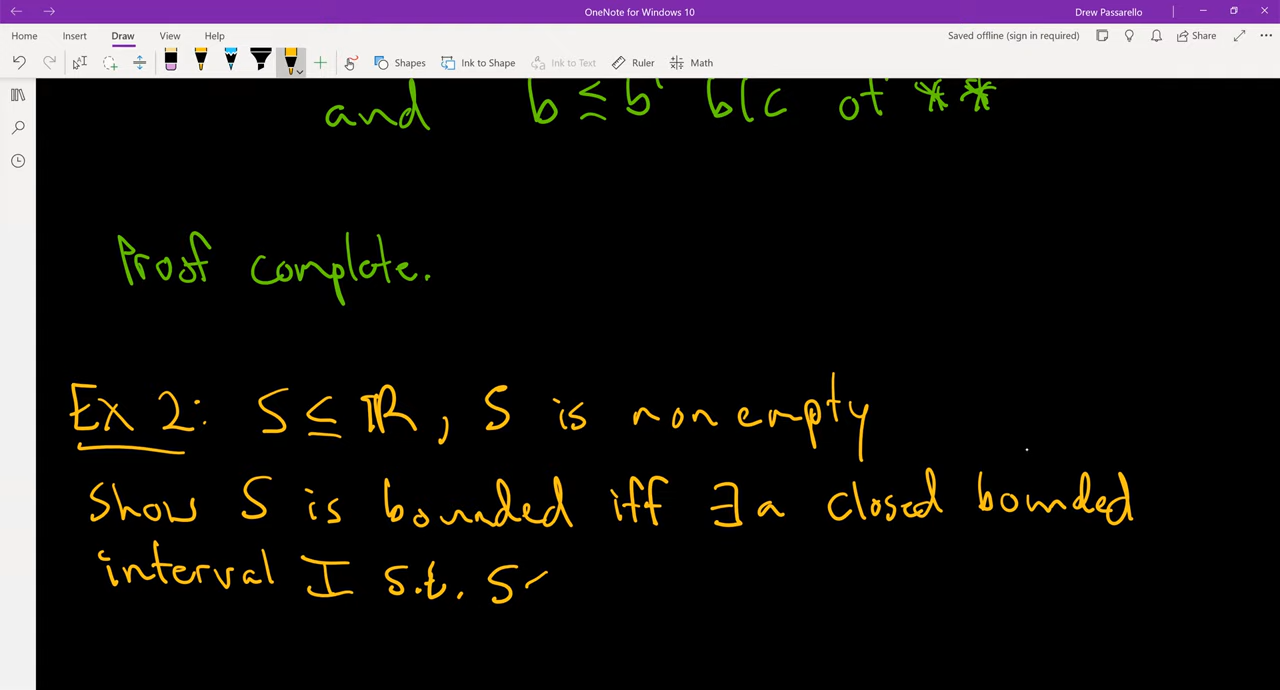 OneNote for Windows 10
Drew Passarello
Home Insert Draw View Help
Saved offline (sign in required)
Share
Shapes
Ink to Shape
Ink to Text
Ruler
Math
and b ≤ b' b/c of **
Proof complete.
Ex 2: S ⊆ ℝ, S is nonempty
Show S is bounded iff ∃ a closed bounded
interval I s.t. S